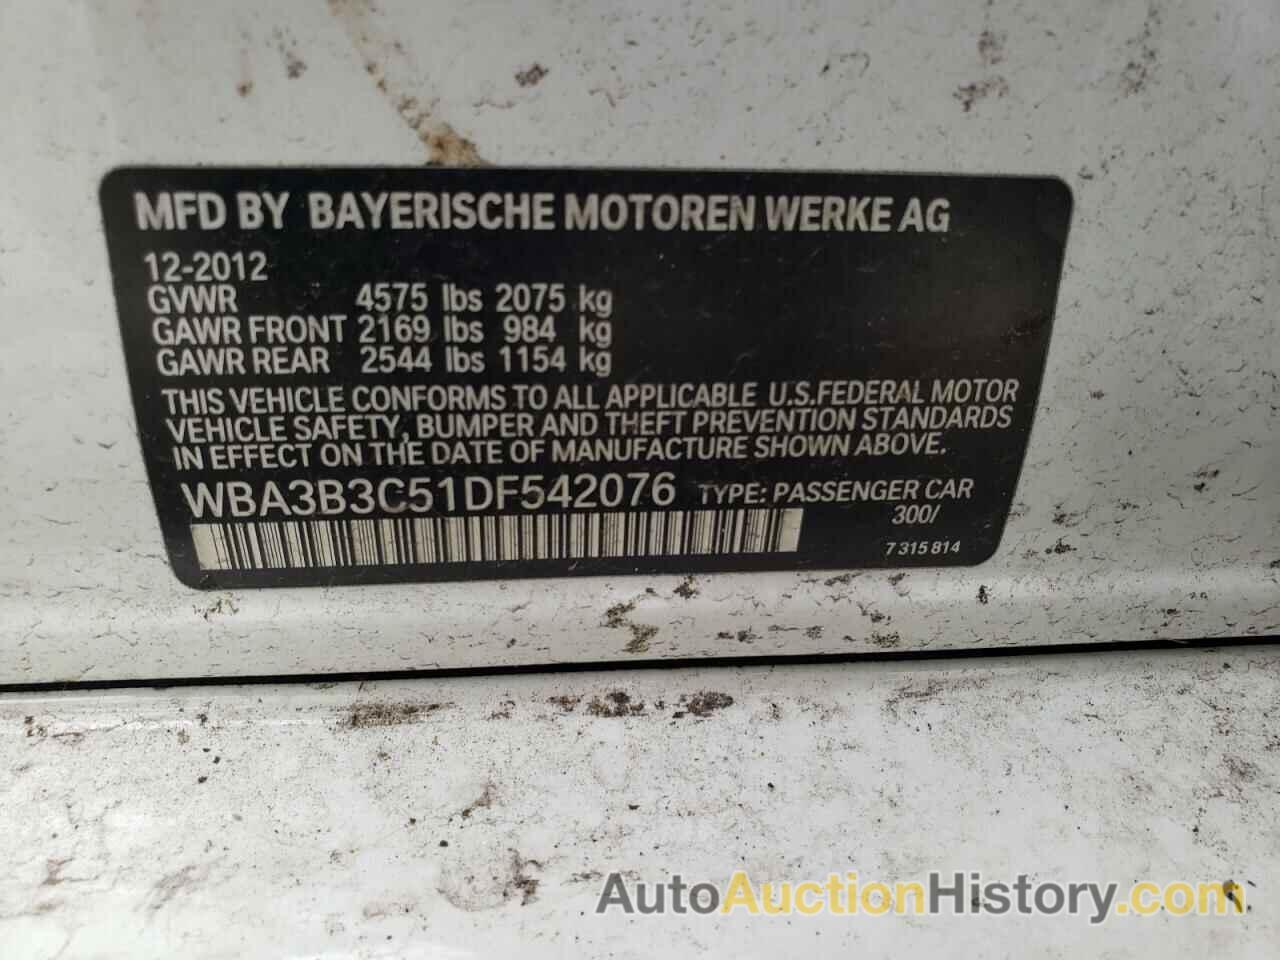 MFD BY BAYERISCHE MOTOREN WERKE AG
12-2012
GVWR 4575 lbs 2075 kg
GAWR FRONT 2169 lbs 984 kg
GAWR REAR 2544 lbs 1154 kg
THIS VEHICLE CONFORMS TO ALL APPLICABLE U.S.FEDERAL MOTOR
VEHICLE SAFETY, BUMPER AND THEFT PREVENTION STANDARDS
IN EFFECT ON THE DATE OF MANUFACTURE SHOWN ABOVE.
WBA3B3C51DF542076 TYPE: PASSENGER CAR
300/
7 315 814
AutoAuctionHistory.com